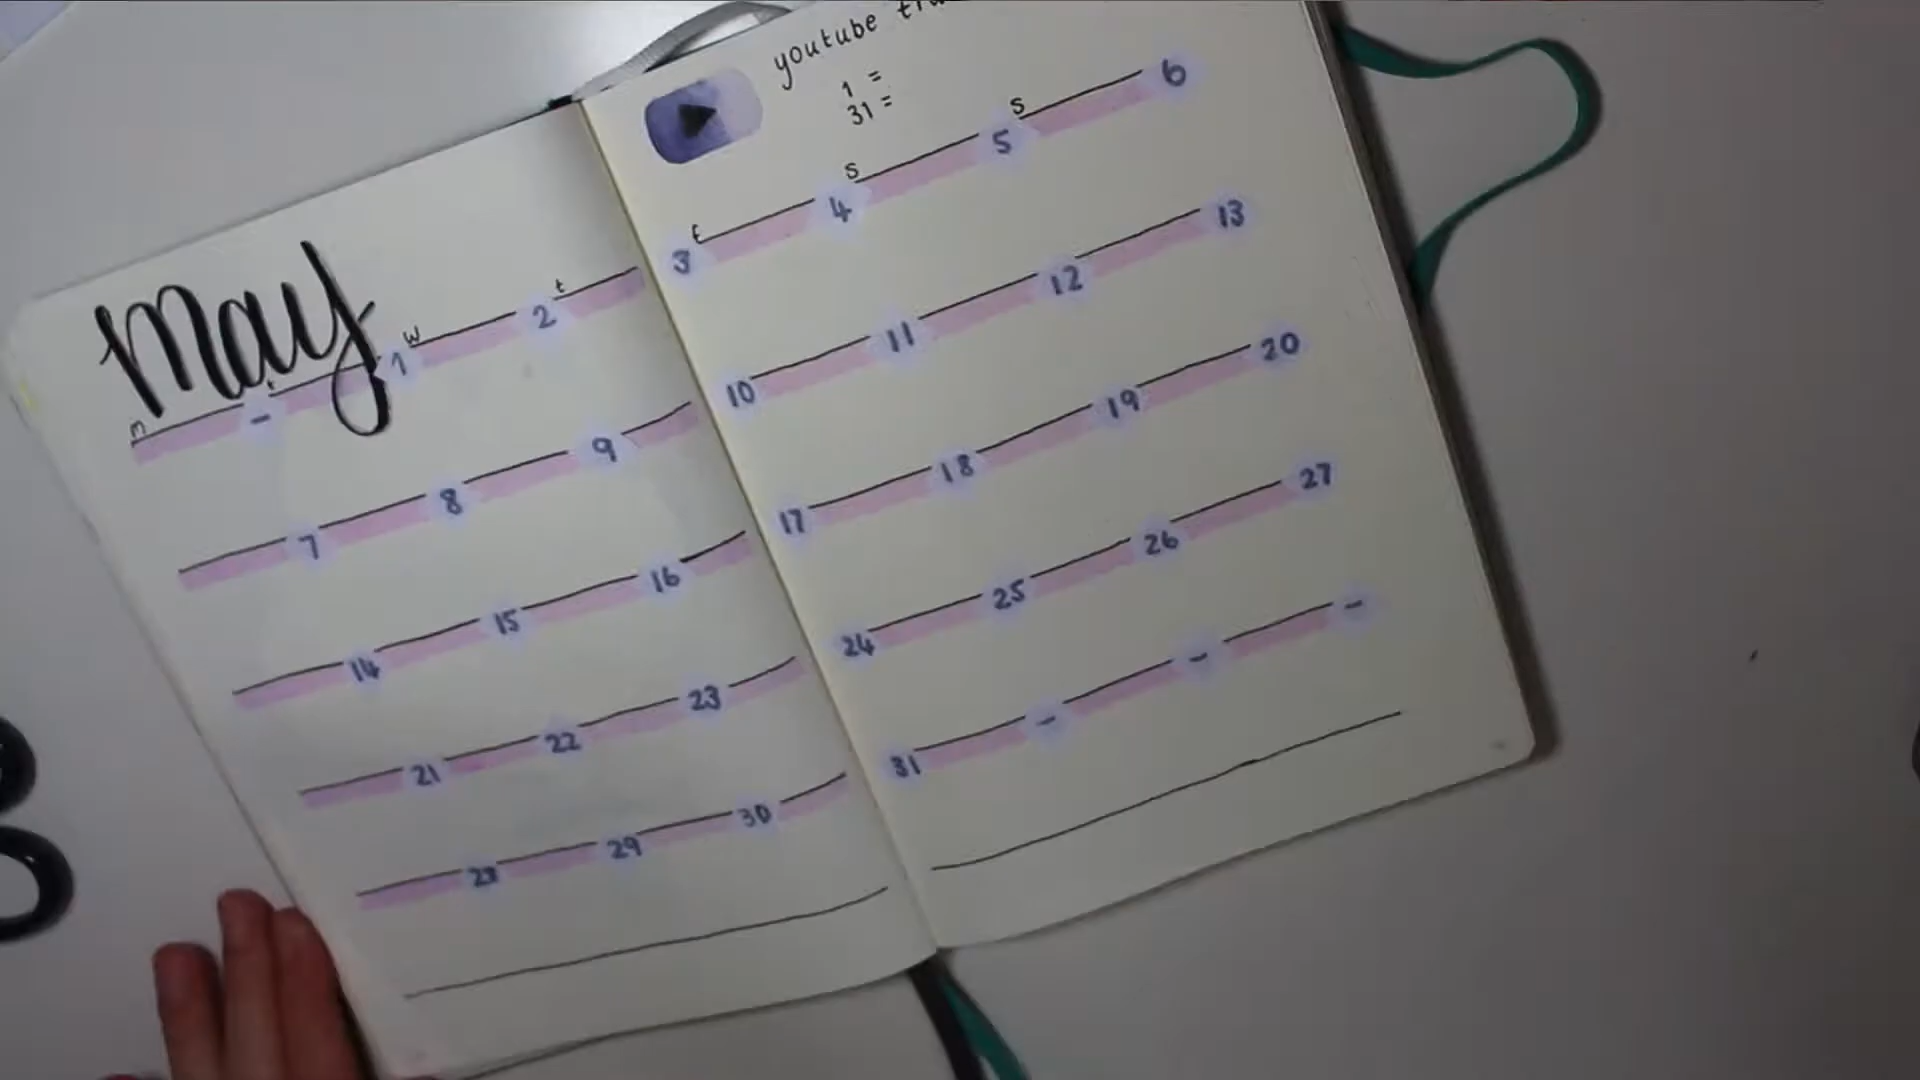 May
youtube
1 =
31 =
m - 1 w 2 t 3 f 4 s 5 s 6
7 8 9 10 11 12 13
14 15 16 17 18 19 20
21 22 23 24 25 26 27
28 29 30 31 - - -